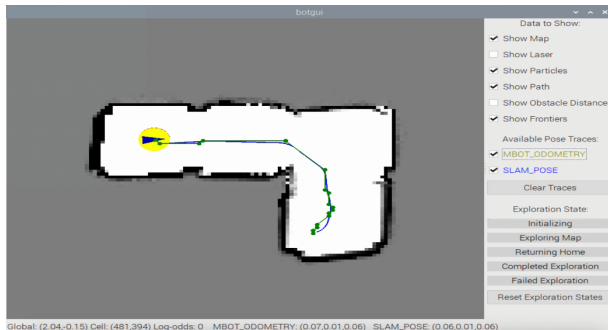 botgui
Data to Show:
Show Map
Show Laser
Show Particles
Show Path
Show Obstacle Distance
Show Frontiers
Available Pose Traces:
MBOT_ODOMETRY
SLAM_POSE
Clear Traces
Exploration State:
Initializing
Exploring Map
Returning Home
Completed Exploration
Failed Exploration
Reset Exploration States
Global: (2.04,-0.15) Cell: (481,394) Log-odds: 0 MBOT_ODOMETRY: (0.07,0.01,0.06) SLAM_POSE: (0.06,0.01,0.06)